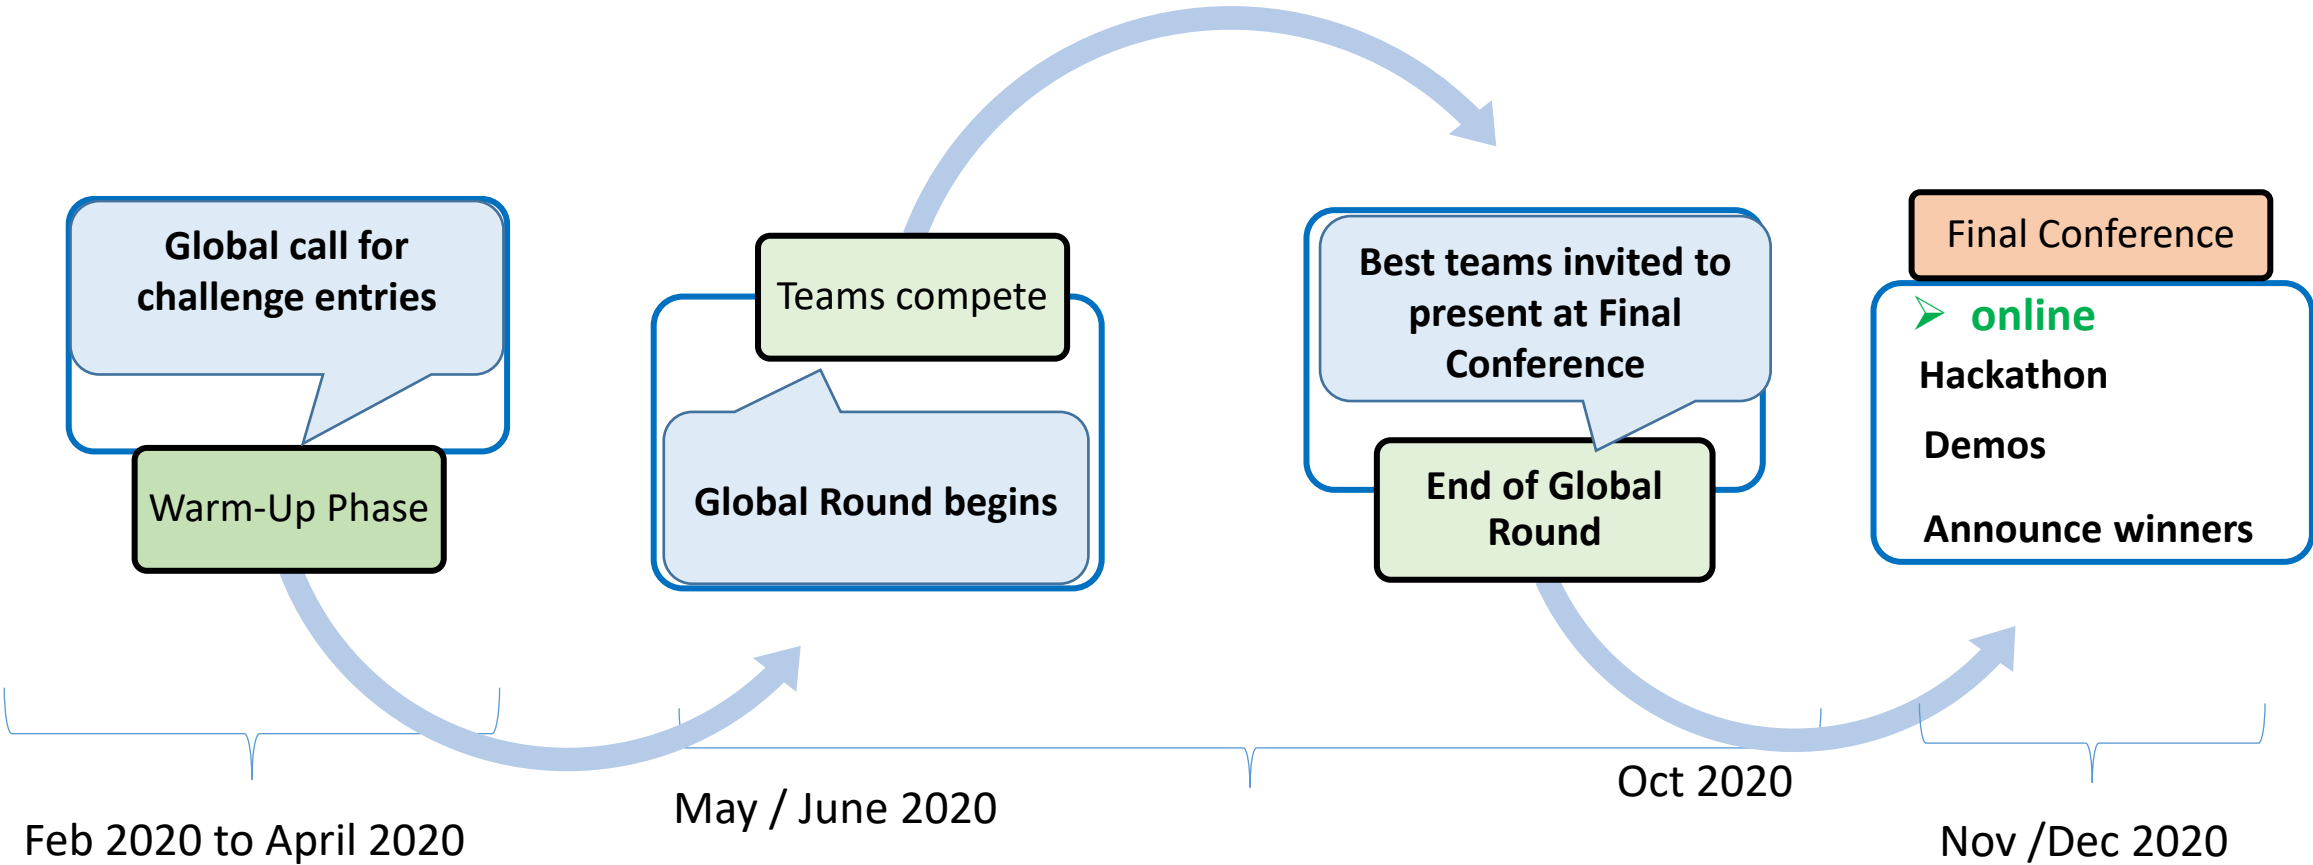 Global call for
challenge entries
Warm-Up Phase
Teams compete
Global Round begins
Best teams invited to
present at Final
Conference
End of Global
Round
Final Conference
➢ online
Hackathon
Demos
Announce winners
Feb 2020 to April 2020
May / June 2020
Oct 2020
Nov /Dec 2020